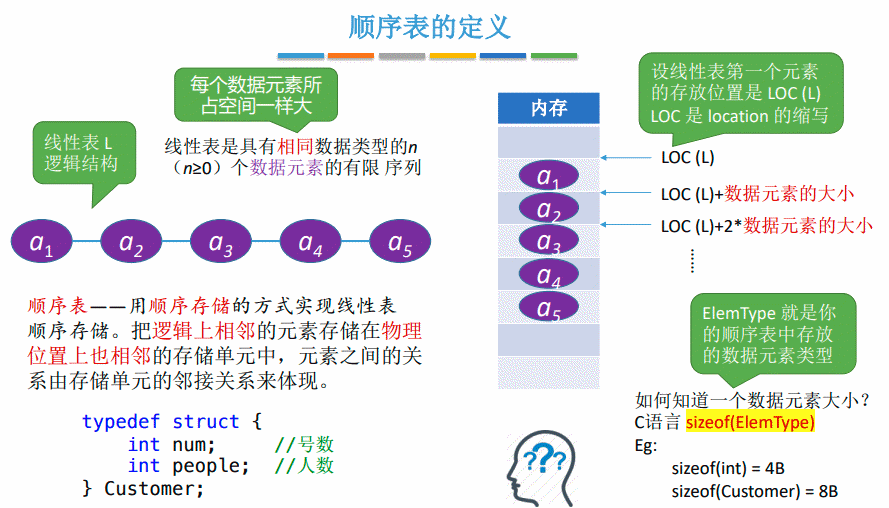 顺序表的定义
每个数据元素所
占空间一样大
线性表 L
逻辑结构
线性表是具有相同数据类型的n
（n≥0）个数据元素的有限 序列
a1
a2
a3
a4
a5
顺序表——用顺序存储的方式实现线性表
顺序存储。把逻辑上相邻的元素存储在物理
位置上也相邻的存储单元中，元素之间的关
系由存储单元的邻接关系来体现。
typedef struct {
int num; //号数
int people; //人数
} Customer;
内存
a1
a2
a3
a4
a5
设线性表第一个元素
的存放位置是 LOC (L)
LOC 是 location 的缩写
LOC (L)
LOC (L)+数据元素的大小
LOC (L)+2*数据元素的大小
……
ElemType 就是你
的顺序表中存放
的数据元素类型
如何知道一个数据元素大小？
C语言 sizeof(ElemType)
Eg:
sizeof(int) = 4B
sizeof(Customer) = 8B
???